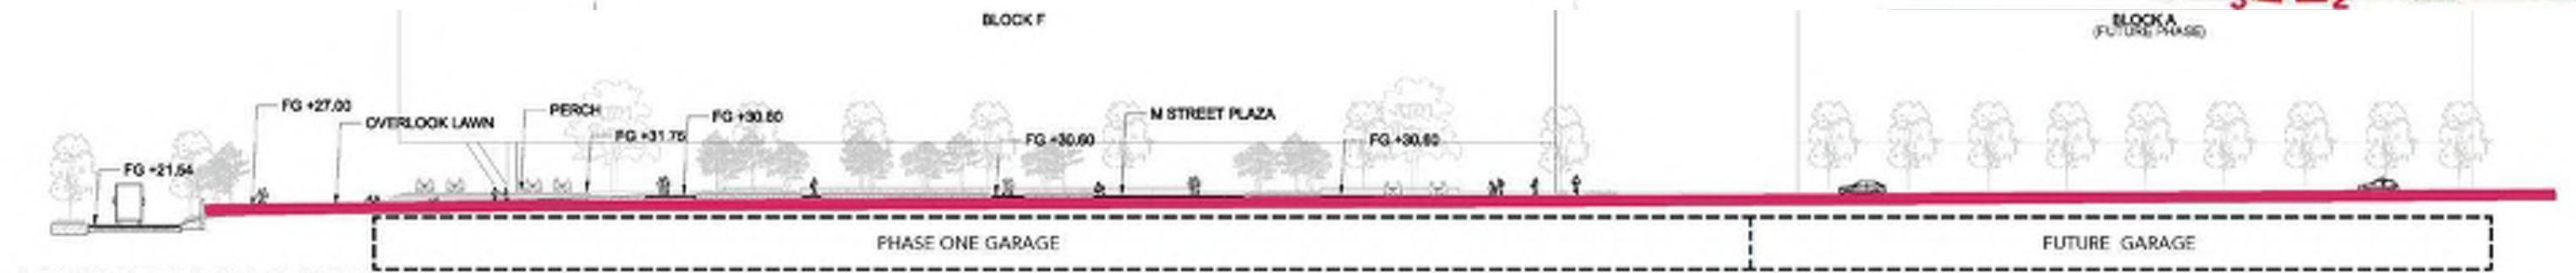 BLOCK F
BLOCK A
(FUTURE PHASE)
FG +27.00
OVERLOOK LAWN
PERCH
FG +31.75
FG +30.80
FG +30.60
M STREET PLAZA
FG +30.60
FG +21.54
PHASE ONE GARAGE
FUTURE GARAGE